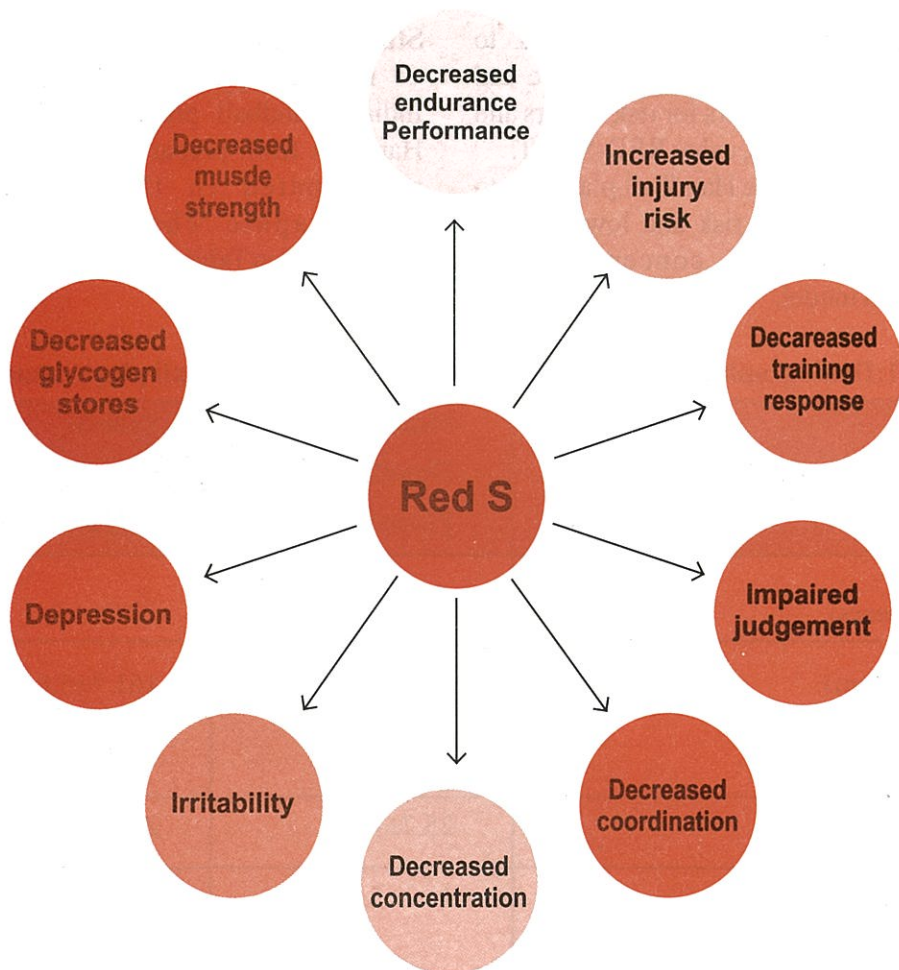 Decreased
endurance
Performance
Increased
injury
risk
Decareased
training
response
Impaired
judgement
Decreased
coordination
Decreased
concentration
Irritability
Depression
Decreased
glycogen
stores
Decreased
musde
strength
Red S